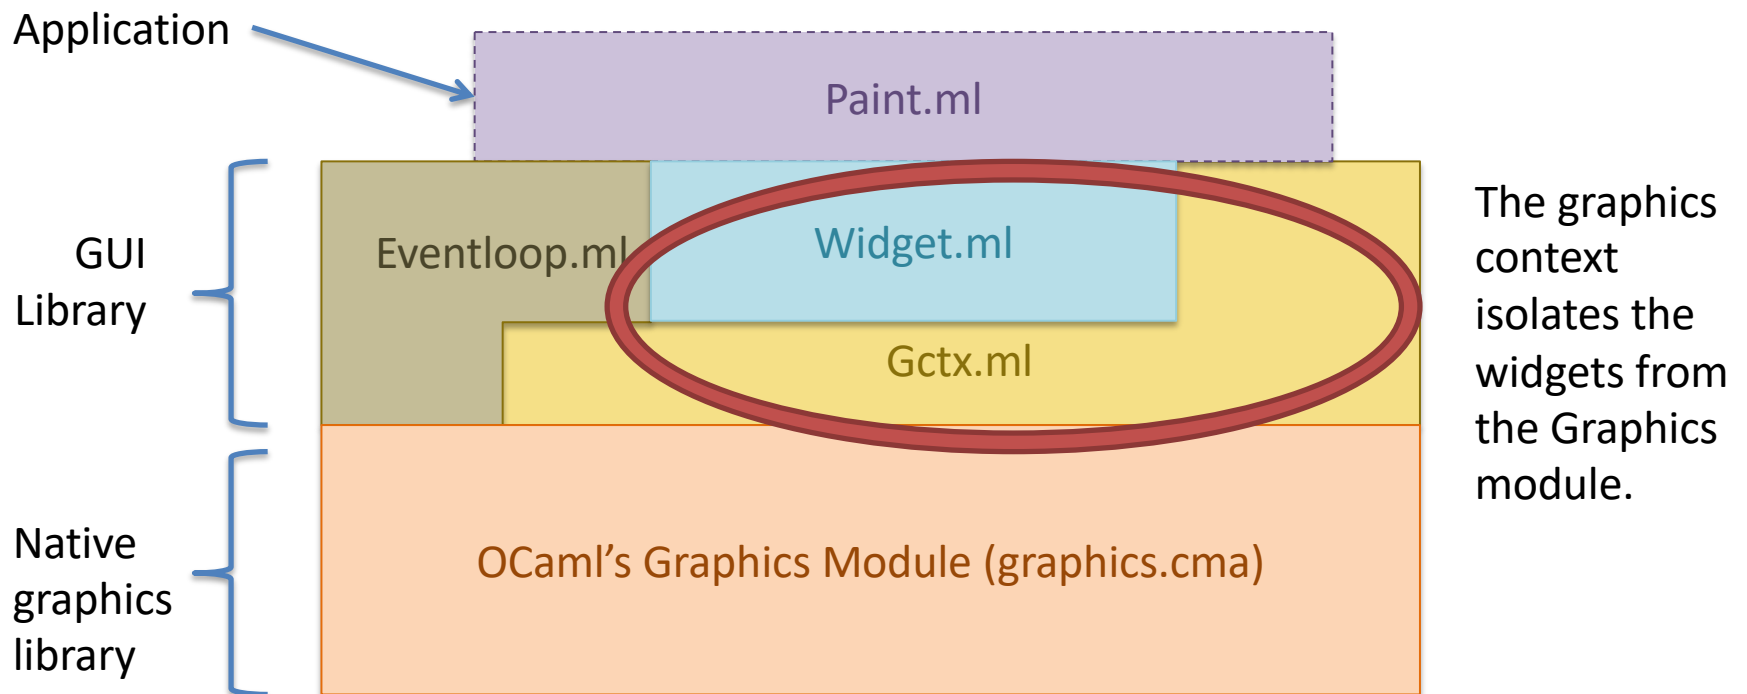 Application
Paint.ml
GUI
Library
Eventloop.ml
Widget.ml
Gctx.ml
The graphics
context
isolates the
widgets from
the Graphics
module.
Native
graphics
library
OCaml’s Graphics Module (graphics.cma)